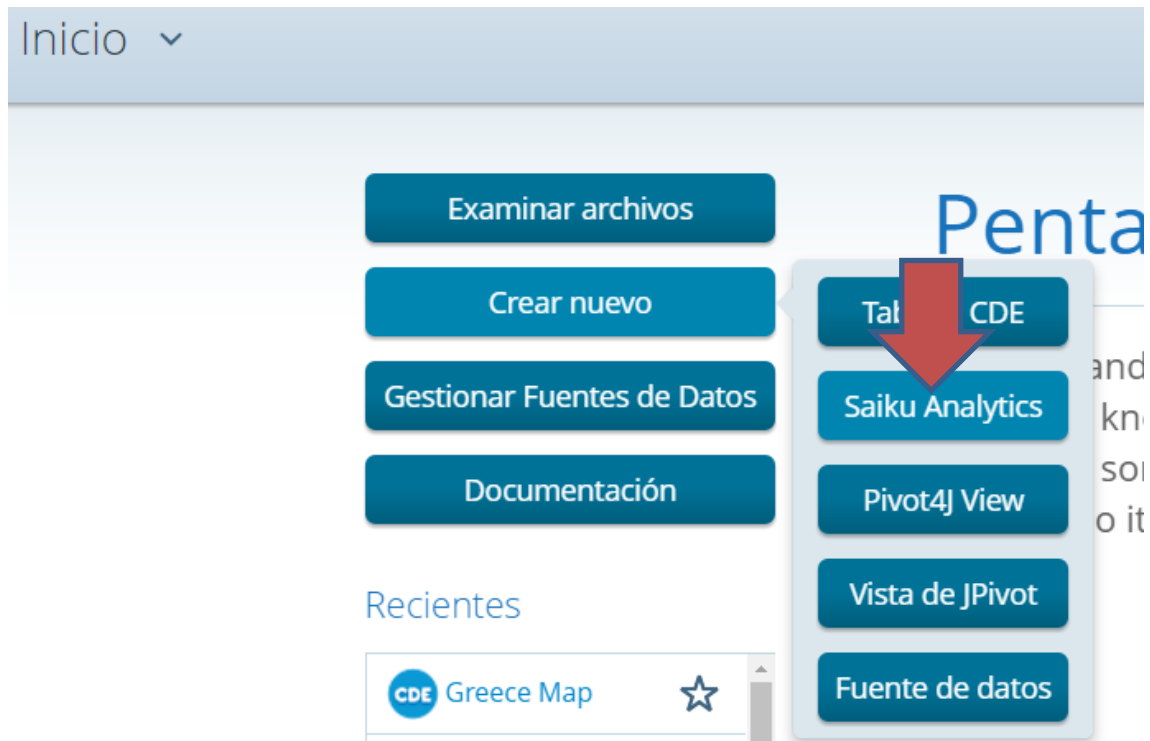 Inicio
Examinar archivos
Crear nuevo
Gestionar Fuentes de Datos
Documentación
Recientes
CDE Greece Map
CDE
Saiku Analytics
Pivot4J View
Vista de JPivot
Fuente de datos